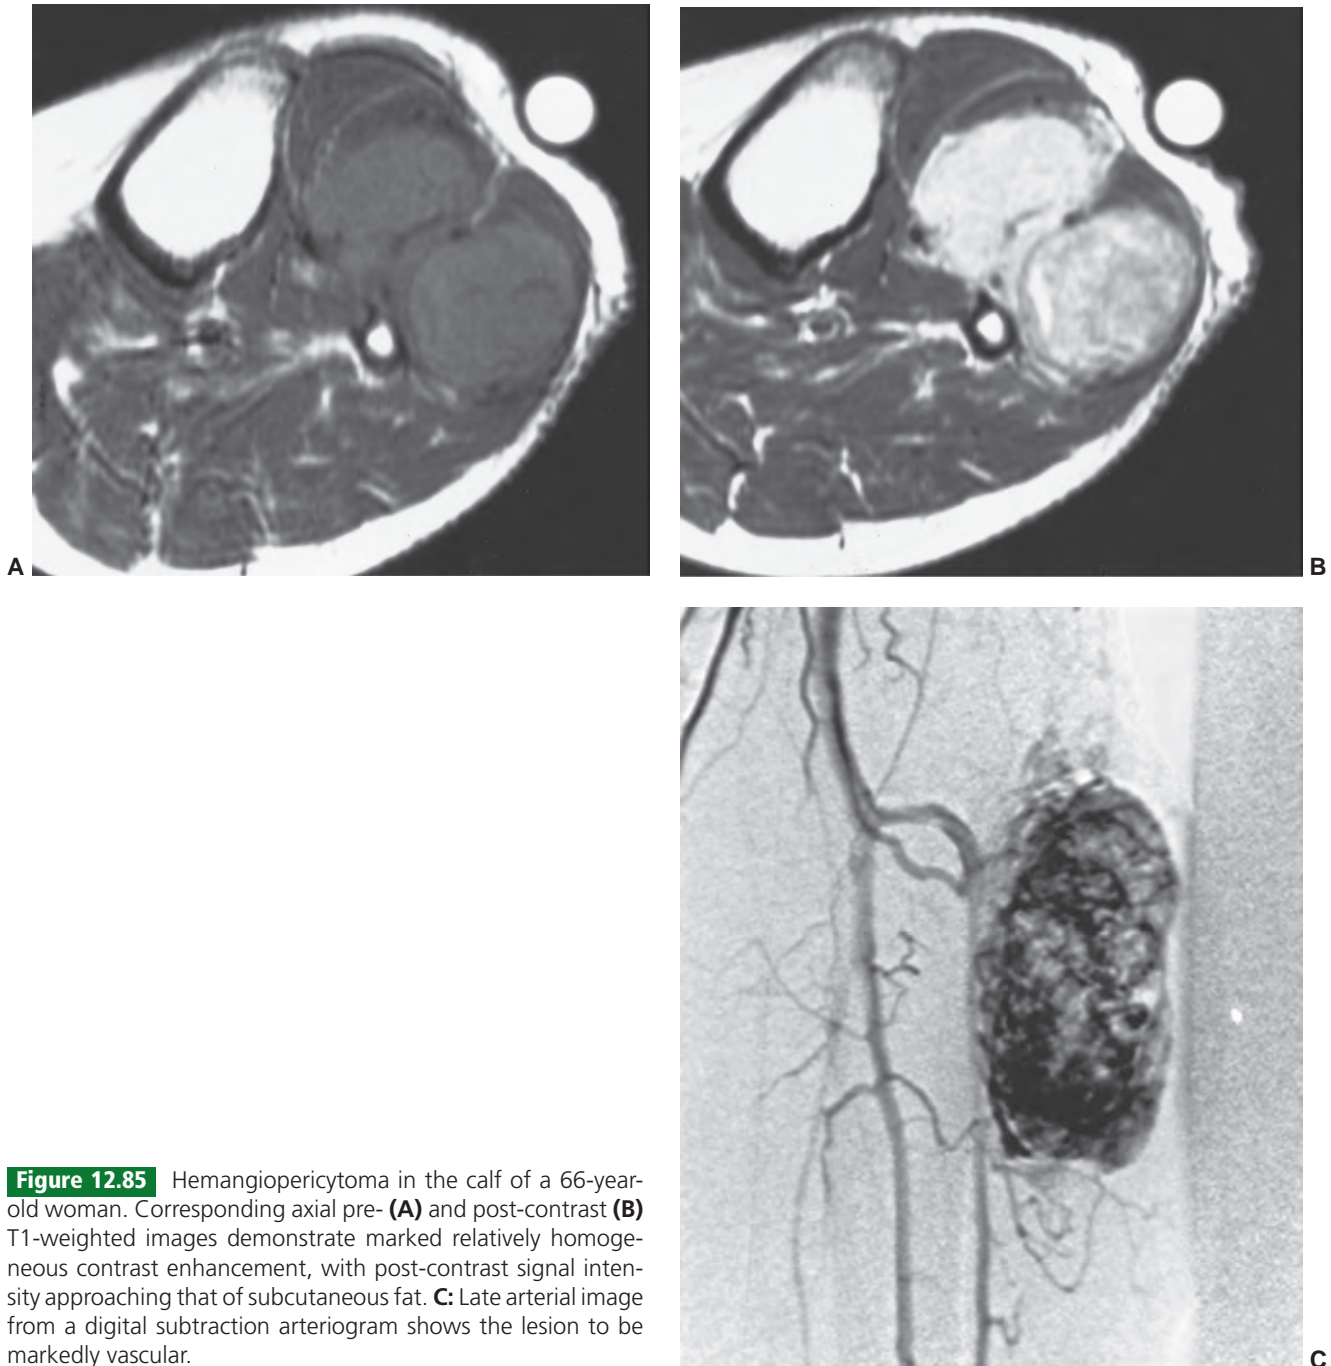 A
B
C
Figure 12.85 Hemangiopericytoma in the calf of a 66-year-
old woman. Corresponding axial pre- (A) and post-contrast (B)
T1-weighted images demonstrate marked relatively homoge-
neous contrast enhancement, with post-contrast signal inten-
sity approaching that of subcutaneous fat. C: Late arterial image
from a digital subtraction arteriogram shows the lesion to be
markedly vascular.